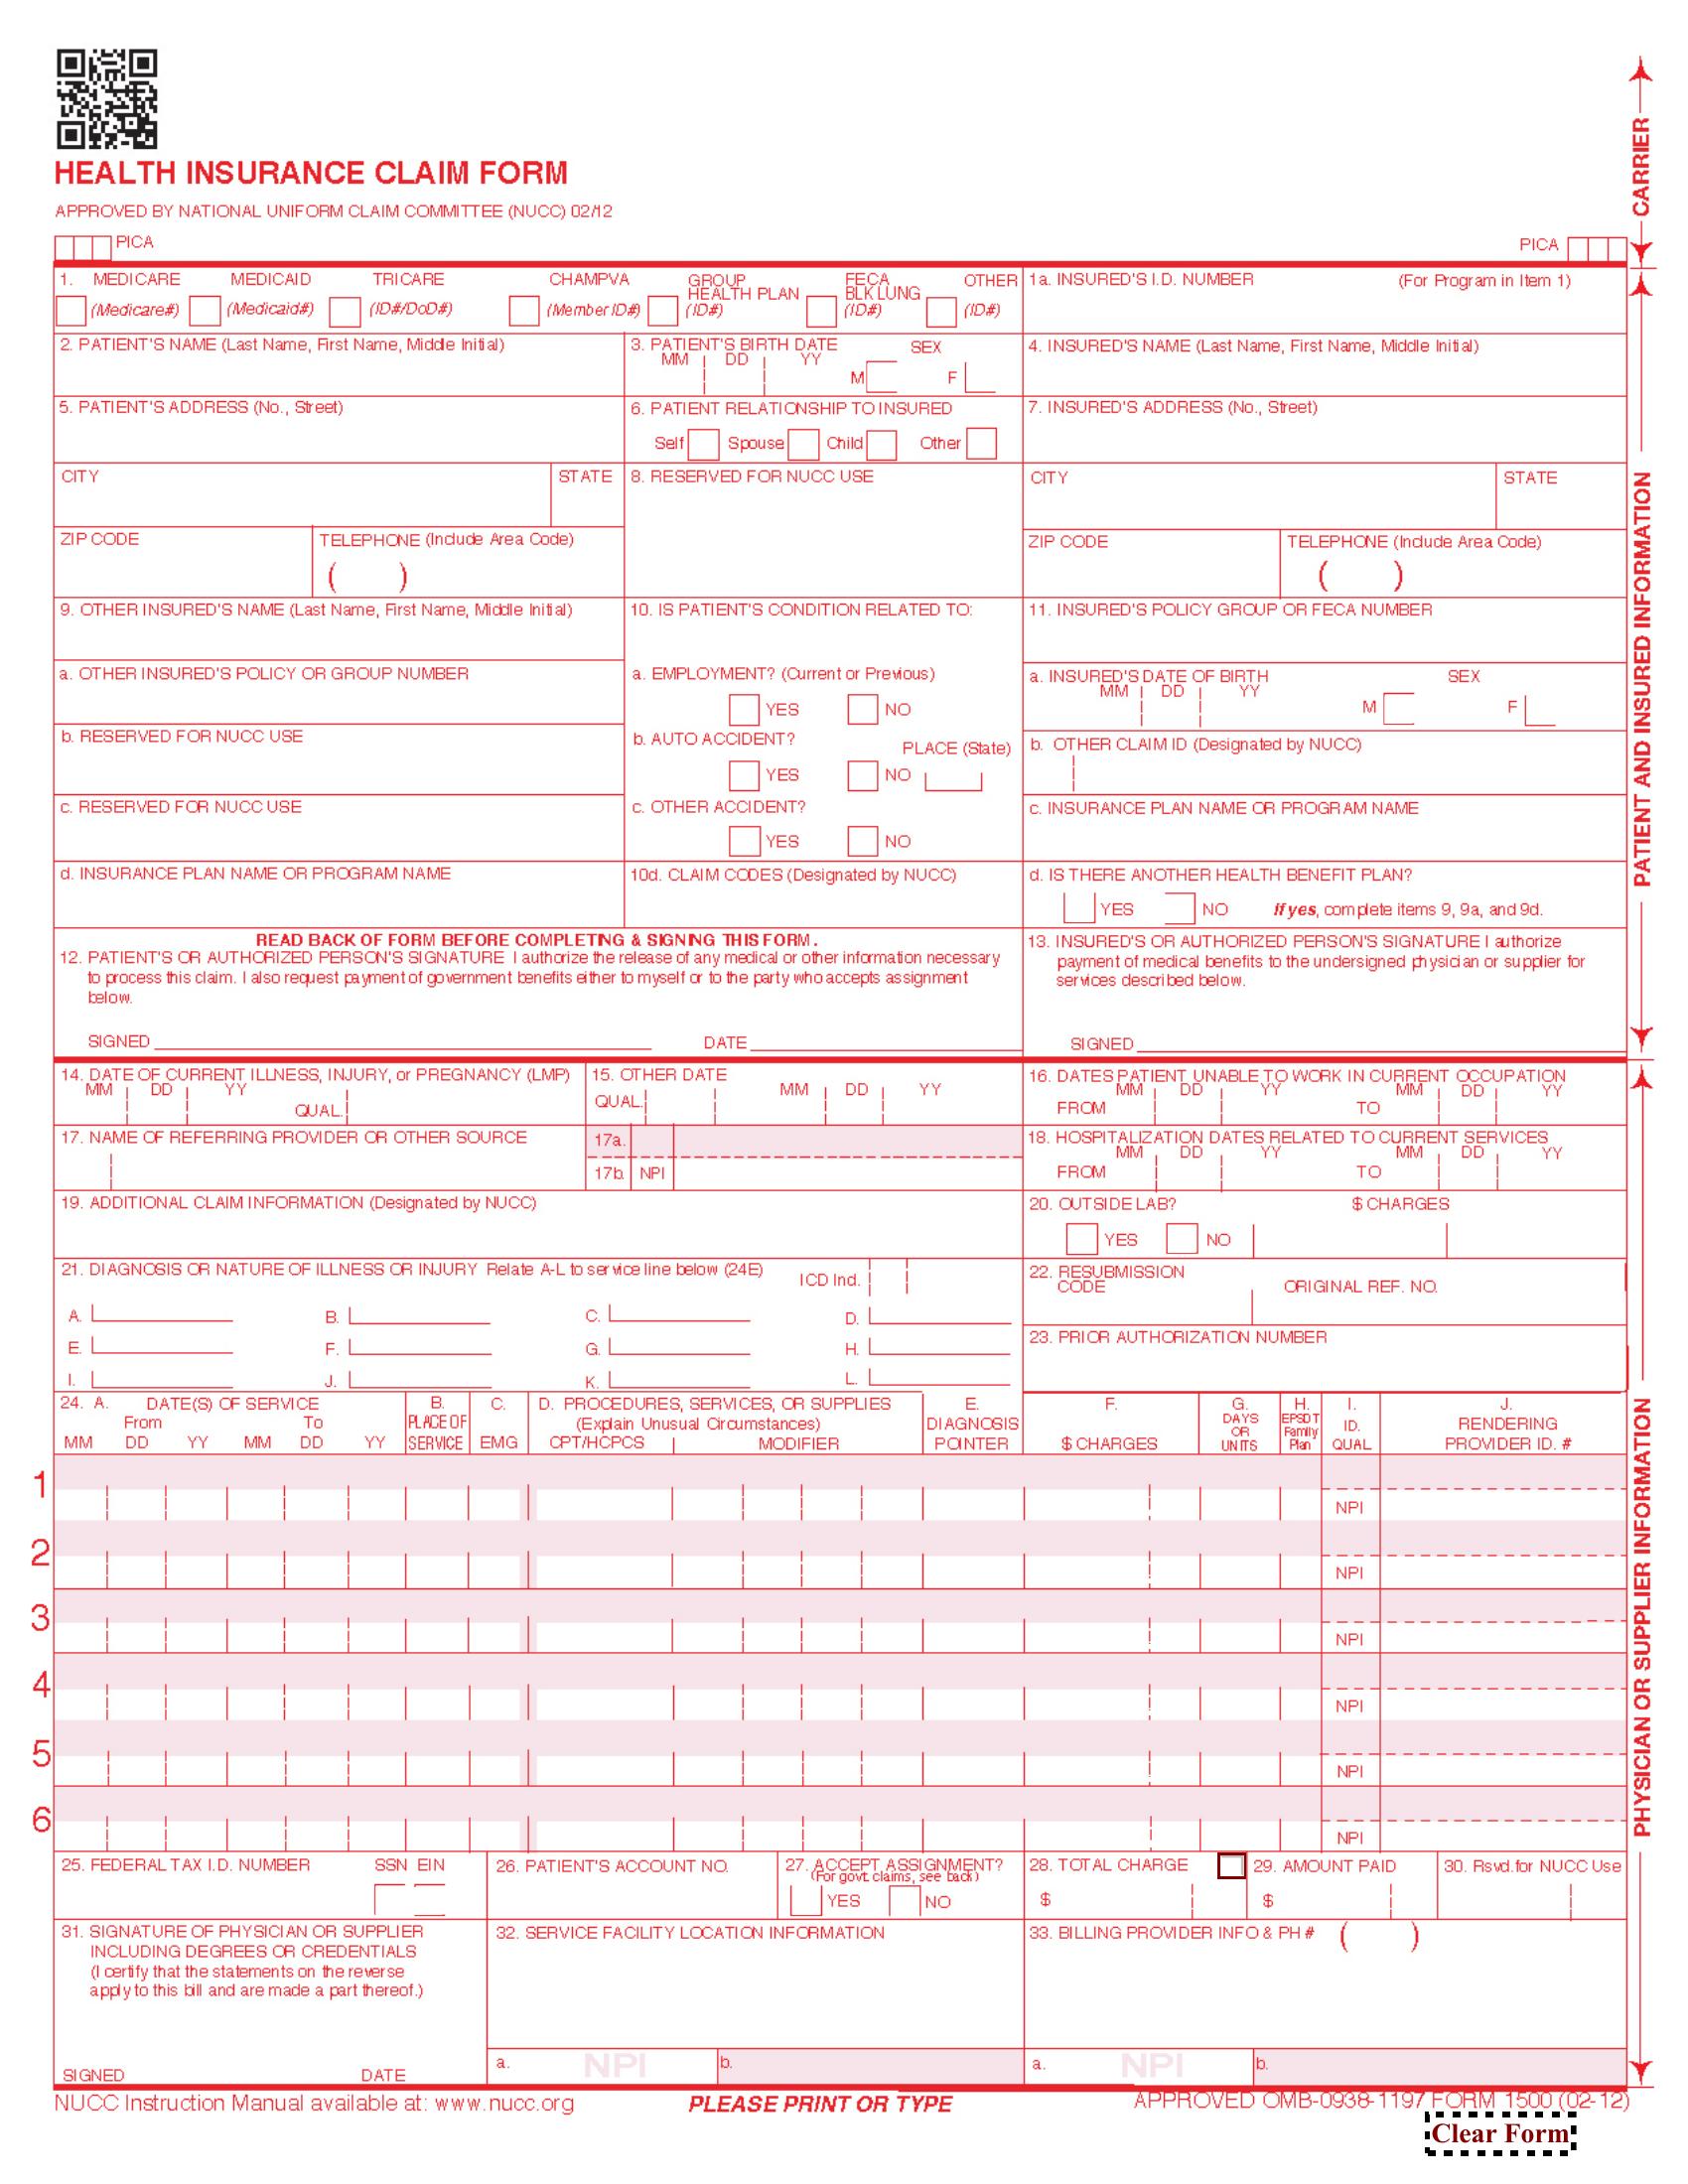 HEALTH INSURANCE CLAIM FORM
APPROVED BY NATIONAL UNIFORM CLAIM COMMITTEE (NUCC) 02/12
PICA
PICA
CARRIER
1. MEDICARE MEDICAID TRICARE CHAMPVA GROUP HEALTH PLAN FECA BLK LUNG OTHER
(Medicare#) (Medicaid#) (ID#/DoD#) (Member ID#) (ID#) (ID#) (ID#)
1a. INSURED'S I.D. NUMBER (For Program in Item 1)
2. PATIENT'S NAME (Last Name, First Name, Middle Initial)
3. PATIENT'S BIRTH DATE SEX
MM DD YY M F
4. INSURED'S NAME (Last Name, First Name, Middle Initial)
5. PATIENT'S ADDRESS (No., Street)
6. PATIENT RELATIONSHIP TO INSURED
Self Spouse Child Other
7. INSURED'S ADDRESS (No., Street)
CITY STATE
8. RESERVED FOR NUCC USE
CITY STATE
ZIP CODE TELEPHONE (Include Area Code)
( )
ZIP CODE TELEPHONE (Include Area Code)
( )
9. OTHER INSURED'S NAME (Last Name, First Name, Middle Initial)
10. IS PATIENT'S CONDITION RELATED TO:
11. INSURED'S POLICY GROUP OR FECA NUMBER
a. OTHER INSURED'S POLICY OR GROUP NUMBER
a. EMPLOYMENT? (Current or Previous)
YES NO
a. INSURED'S DATE OF BIRTH SEX
MM DD YY M F
b. RESERVED FOR NUCC USE
b. AUTO ACCIDENT? PLACE (State)
YES NO
b. OTHER CLAIM ID (Designated by NUCC)
c. RESERVED FOR NUCC USE
c. OTHER ACCIDENT?
YES NO
c. INSURANCE PLAN NAME OR PROGRAM NAME
d. INSURANCE PLAN NAME OR PROGRAM NAME
10d. CLAIM CODES (Designated by NUCC)
d. IS THERE ANOTHER HEALTH BENEFIT PLAN?
YES NO If yes, complete items 9, 9a, and 9d.
READ BACK OF FORM BEFORE COMPLETING & SIGNING THIS FORM.
12. PATIENT'S OR AUTHORIZED PERSON'S SIGNATURE I authorize the release of any medical or other information necessary
to process this claim. I also request payment of government benefits either to myself or to the party who accepts assignment
below.
SIGNED DATE
13. INSURED'S OR AUTHORIZED PERSON'S SIGNATURE I authorize
payment of medical benefits to the undersigned physician or supplier for
services described below.
SIGNED
PATIENT AND INSURED INFORMATION
14. DATE OF CURRENT ILLNESS, INJURY, or PREGNANCY (LMP)
MM DD YY
QUAL.
15. OTHER DATE
QUAL. MM DD YY
16. DATES PATIENT UNABLE TO WORK IN CURRENT OCCUPATION
MM DD YY MM DD YY
FROM TO
17. NAME OF REFERRING PROVIDER OR OTHER SOURCE
17a.
17b. NPI
18. HOSPITALIZATION DATES RELATED TO CURRENT SERVICES
MM DD YY MM DD YY
FROM TO
19. ADDITIONAL CLAIM INFORMATION (Designated by NUCC)
20. OUTSIDE LAB? $ CHARGES
YES NO
21. DIAGNOSIS OR NATURE OF ILLNESS OR INJURY Relate A-L to service line below (24E)
ICD Ind.
A. B. C. D.
E. F. G. H.
I. J. K. L.
22. RESUBMISSION
CODE ORIGINAL REF. NO.
23. PRIOR AUTHORIZATION NUMBER
24. A. DATE(S) OF SERVICE
From To
MM DD YY MM DD YY
B.
PLACE OF
SERVICE
C.
EMG
D. PROCEDURES, SERVICES, OR SUPPLIES
(Explain Unusual Circumstances)
CPT/HCPCS MODIFIER
E.
DIAGNOSIS
POINTER
F.
$ CHARGES
G.
DAYS
OR
UNITS
H.
EPSDT
Family
Plan
I.
ID.
QUAL
J.
RENDERING
PROVIDER ID. #
1
NPI
2
NPI
3
NPI
4
NPI
5
NPI
6
NPI
25. FEDERAL TAX I.D. NUMBER SSN EIN
26. PATIENT'S ACCOUNT NO.
27. ACCEPT ASSIGNMENT?
(For govt. claims, see back)
YES NO
28. TOTAL CHARGE
$
29. AMOUNT PAID
$
30. Rsvd.for NUCC Use
31. SIGNATURE OF PHYSICIAN OR SUPPLIER
INCLUDING DEGREES OR CREDENTIALS
(I certify that the statements on the reverse
apply to this bill and are made a part thereof.)
SIGNED DATE
32. SERVICE FACILITY LOCATION INFORMATION
a. NPI b.
33. BILLING PROVIDER INFO & PH # ( )
a. NPI b.
PHYSICIAN OR SUPPLIER INFORMATION
NUCC Instruction Manual available at: www.nucc.org
PLEASE PRINT OR TYPE
APPROVED OMB-0938-1197 FORM 1500 (02-12)
Clear Form